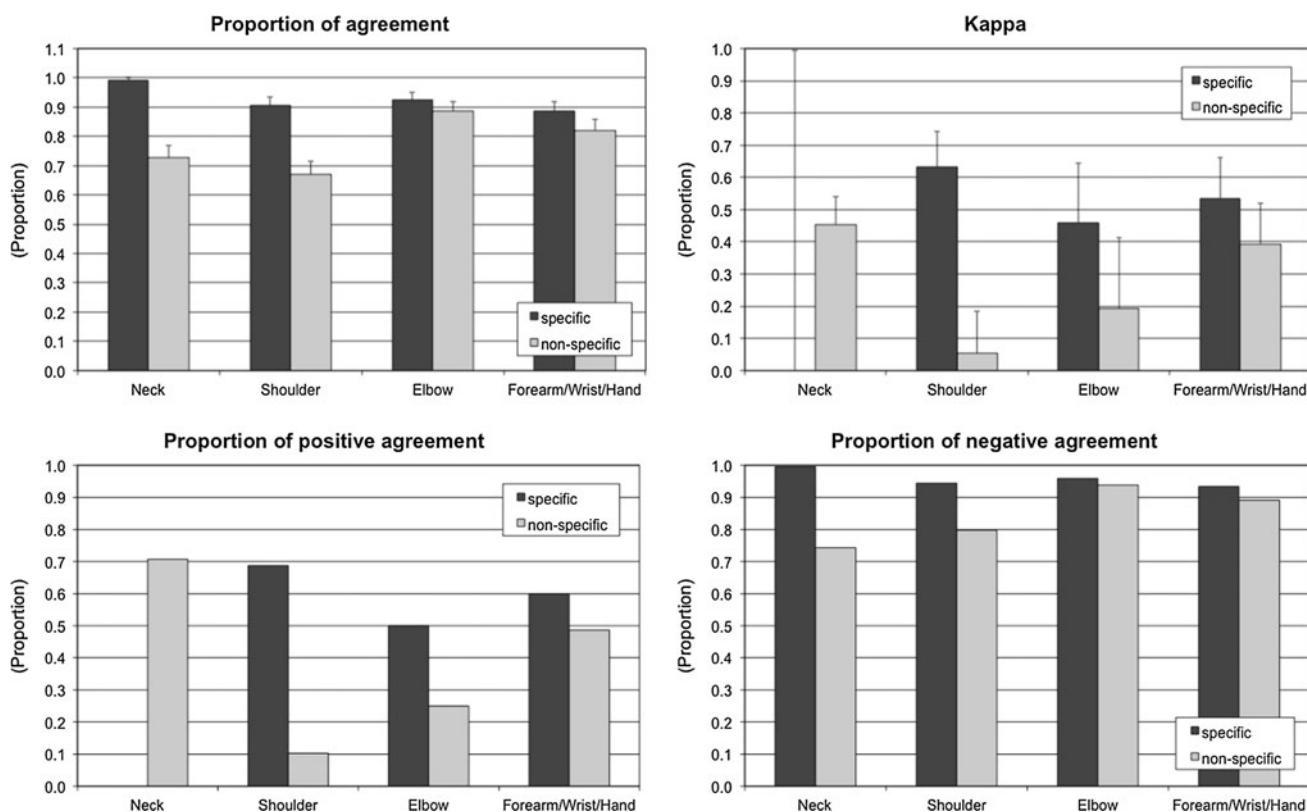 Proportion of agreement
(Proportion)
1.1
1.0
0.9
0.8
0.7
0.6
0.5
0.4
0.3
0.2
0.1
0.0
specific
non-specific
Neck Shoulder Elbow Forearm/Wrist/Hand
Kappa
(Proportion)
1.0
0.9
0.8
0.7
0.6
0.5
0.4
0.3
0.2
0.1
0.0
specific
non-specific
Neck Shoulder Elbow Forearm/Wrist/Hand
Proportion of positive agreement
(Proportion)
1.0
0.9
0.8
0.7
0.6
0.5
0.4
0.3
0.2
0.1
0.0
specific
non-specific
Neck Shoulder Elbow Forearm/Wrist/Hand
Proportion of negative agreement
(Proportion)
1.0
0.9
0.8
0.7
0.6
0.5
0.4
0.3
0.2
0.1
0.0
specific
non-specific
Neck Shoulder Elbow Forearm/Wrist/Hand